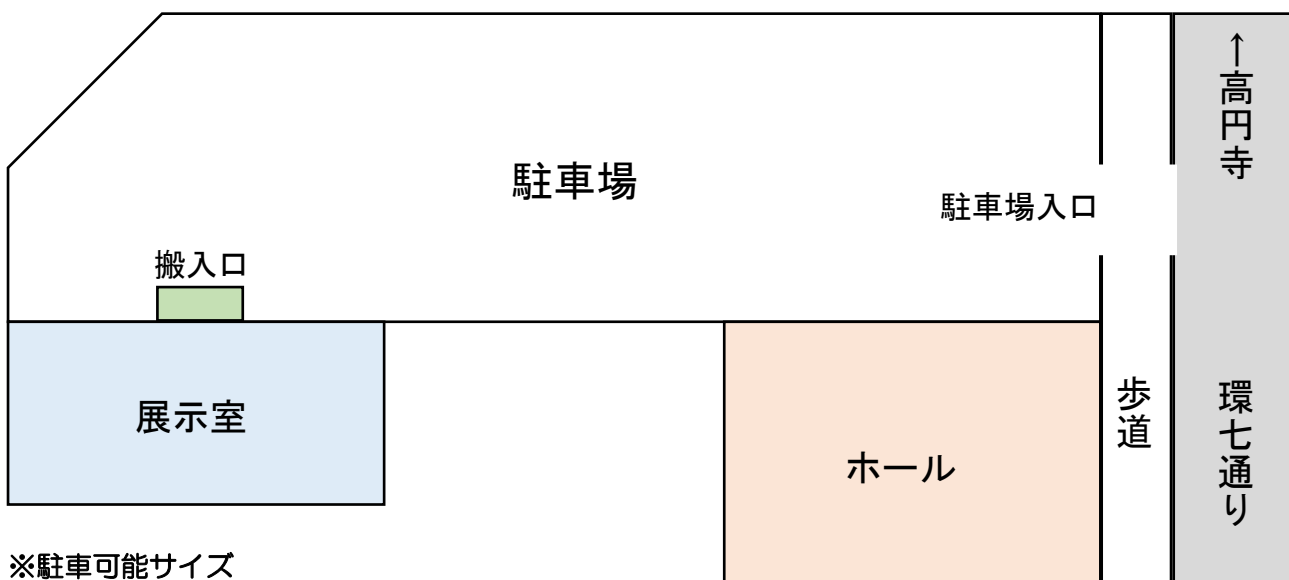 ↑高円寺
駐車場
駐車場入口
搬入口
展示室
ホール
歩道
環七通り
※駐車可能サイズ